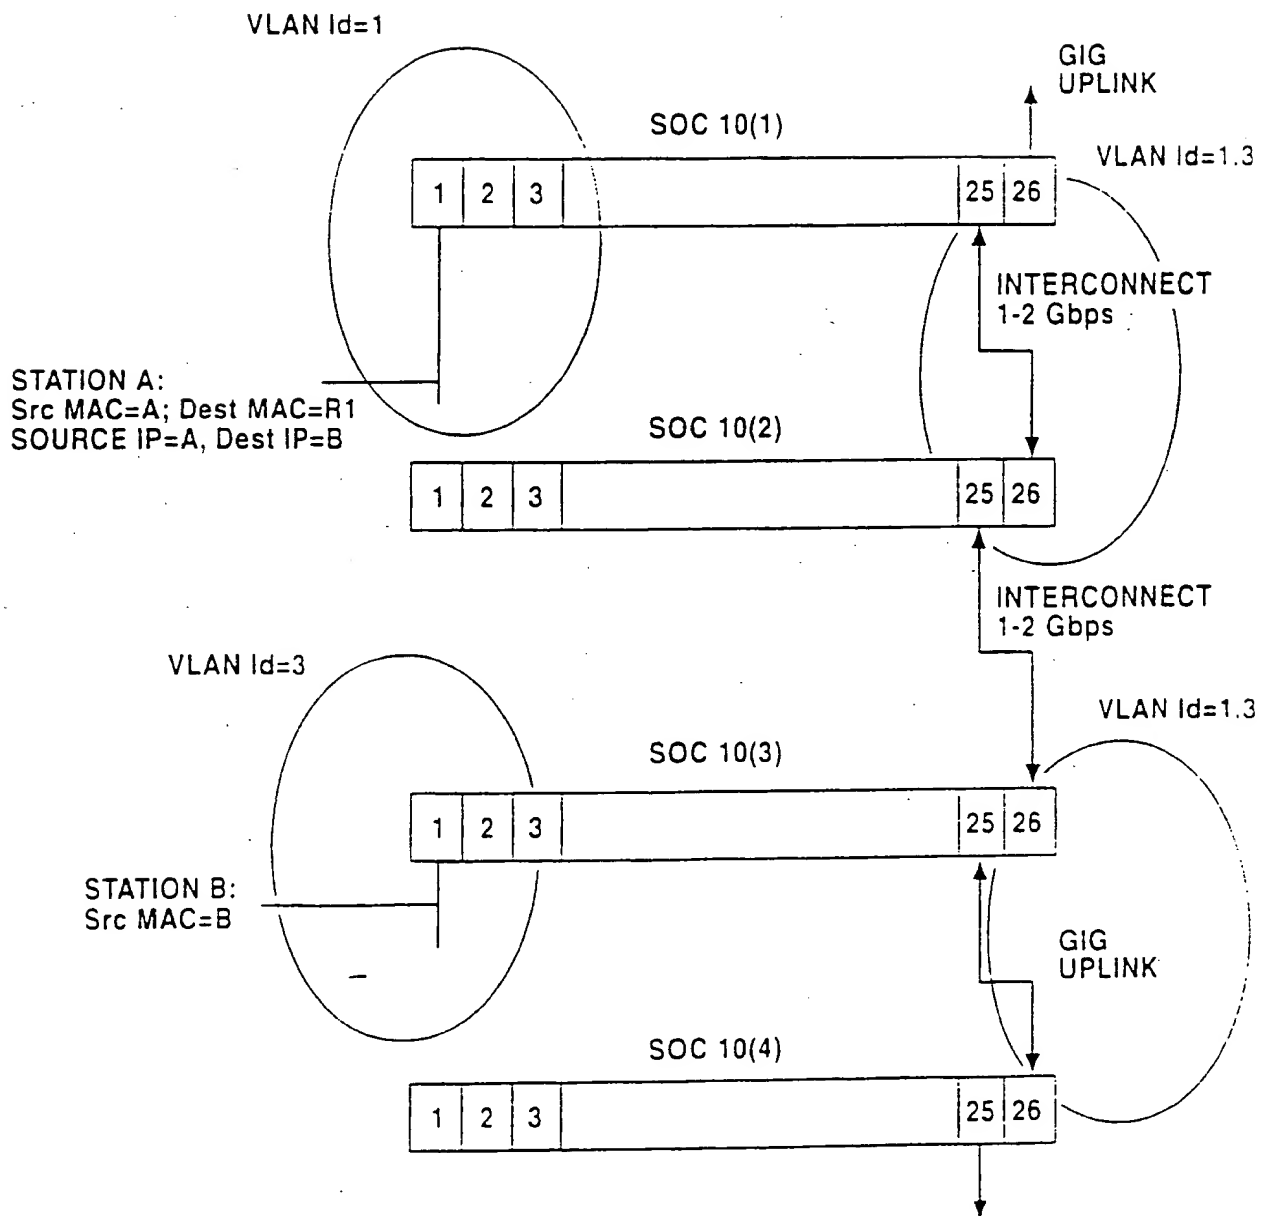 VLAN Id=1
GIG
UPLINK
SOC 10(1)
VLAN Id=1.3
1 2 3 25 26
INTERCONNECT
1-2 Gbps
STATION A:
Src MAC=A; Dest MAC=R1
SOURCE IP=A, Dest IP=B
SOC 10(2)
1 2 3 25 26
INTERCONNECT
1-2 Gbps
VLAN Id=3
VLAN Id=1.3
SOC 10(3)
1 2 3 25 26
STATION B:
Src MAC=B
GIG
UPLINK
SOC 10(4)
1 2 3 25 26